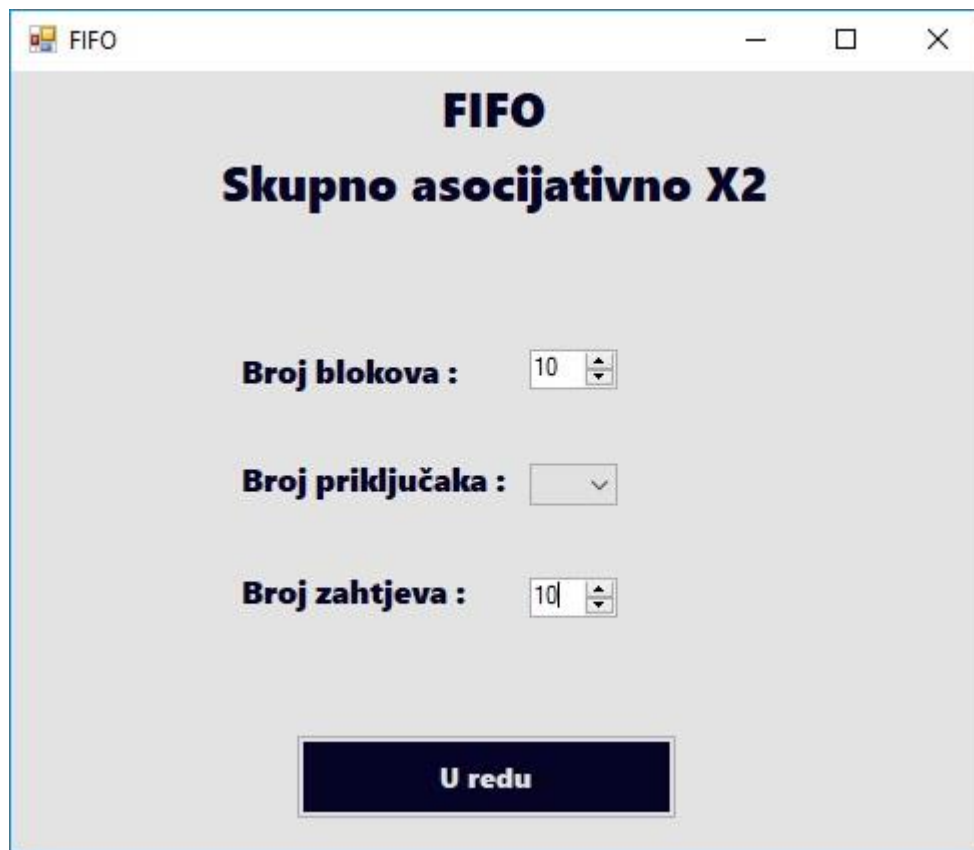 FIFO
FIFO
Skupno asocijativno X2
Broj blokova : 10
Broj priključaka :
Broj zahtjeva : 10
U redu